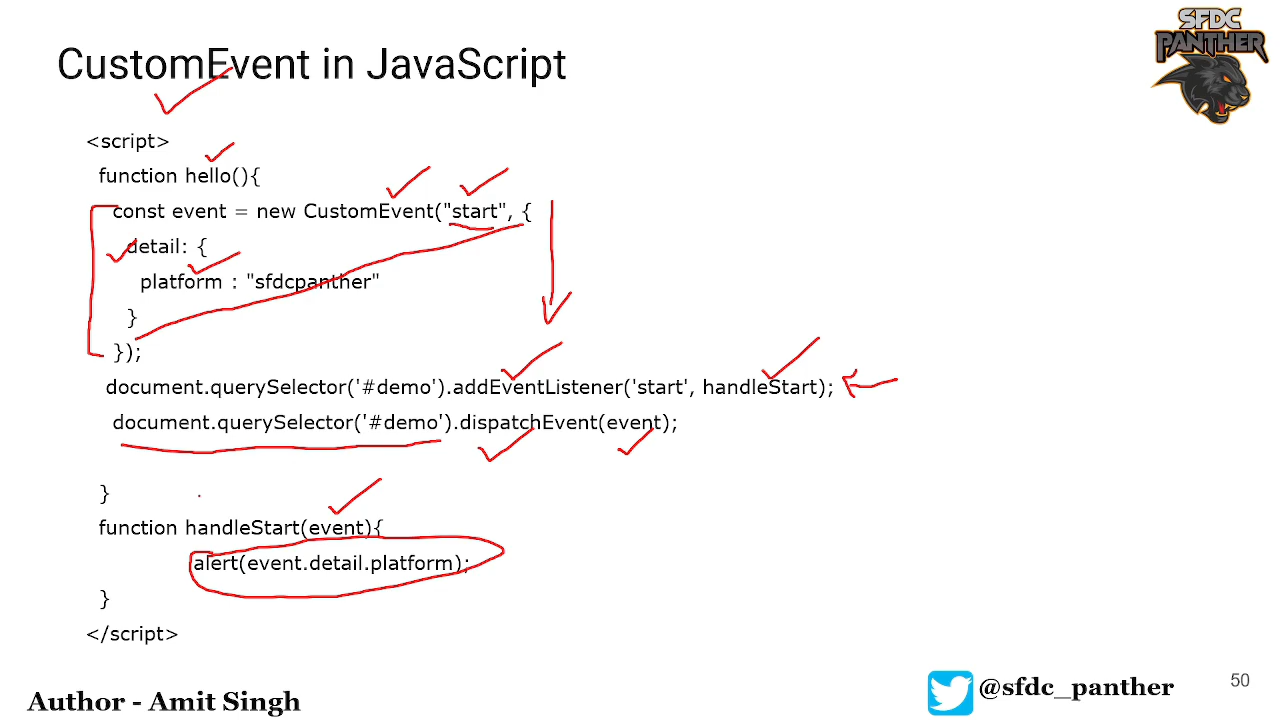 SFDC
PANTHER
CustomEvent in JavaScript
<script>
function hello(){
const event = new CustomEvent("start", {
detail: {
platform : "sfdcpanther"
}
});
document.querySelector('#demo').addEventListener('start', handleStart);
document.querySelector('#demo').dispatchEvent(event);
}
function handleStart(event){
alert(event.detail.platform);
}
</script>
Author - Amit Singh
@sfdc_panther
50